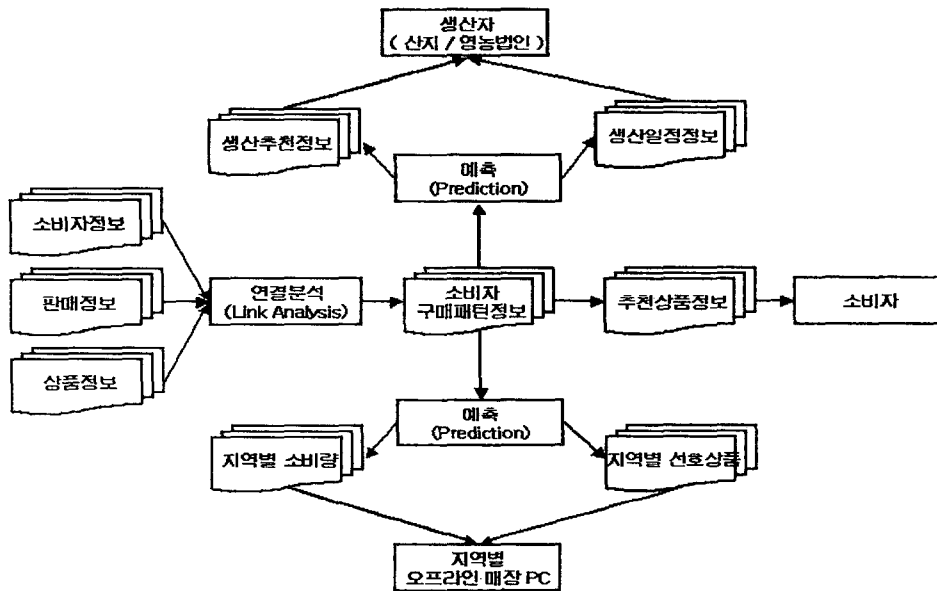 생산자
( 산지 / 영농법인 )
생산추천정보
생산일정정보
예측
(Prediction)
소비자정보
판매정보
상품정보
연결분석
(Link Analysis)
소비자
구매패턴정보
추천상품정보
소비자
예측
(Prediction)
지역별 소비량
지역별 선호상품
지역별
오프라인 매장 PC